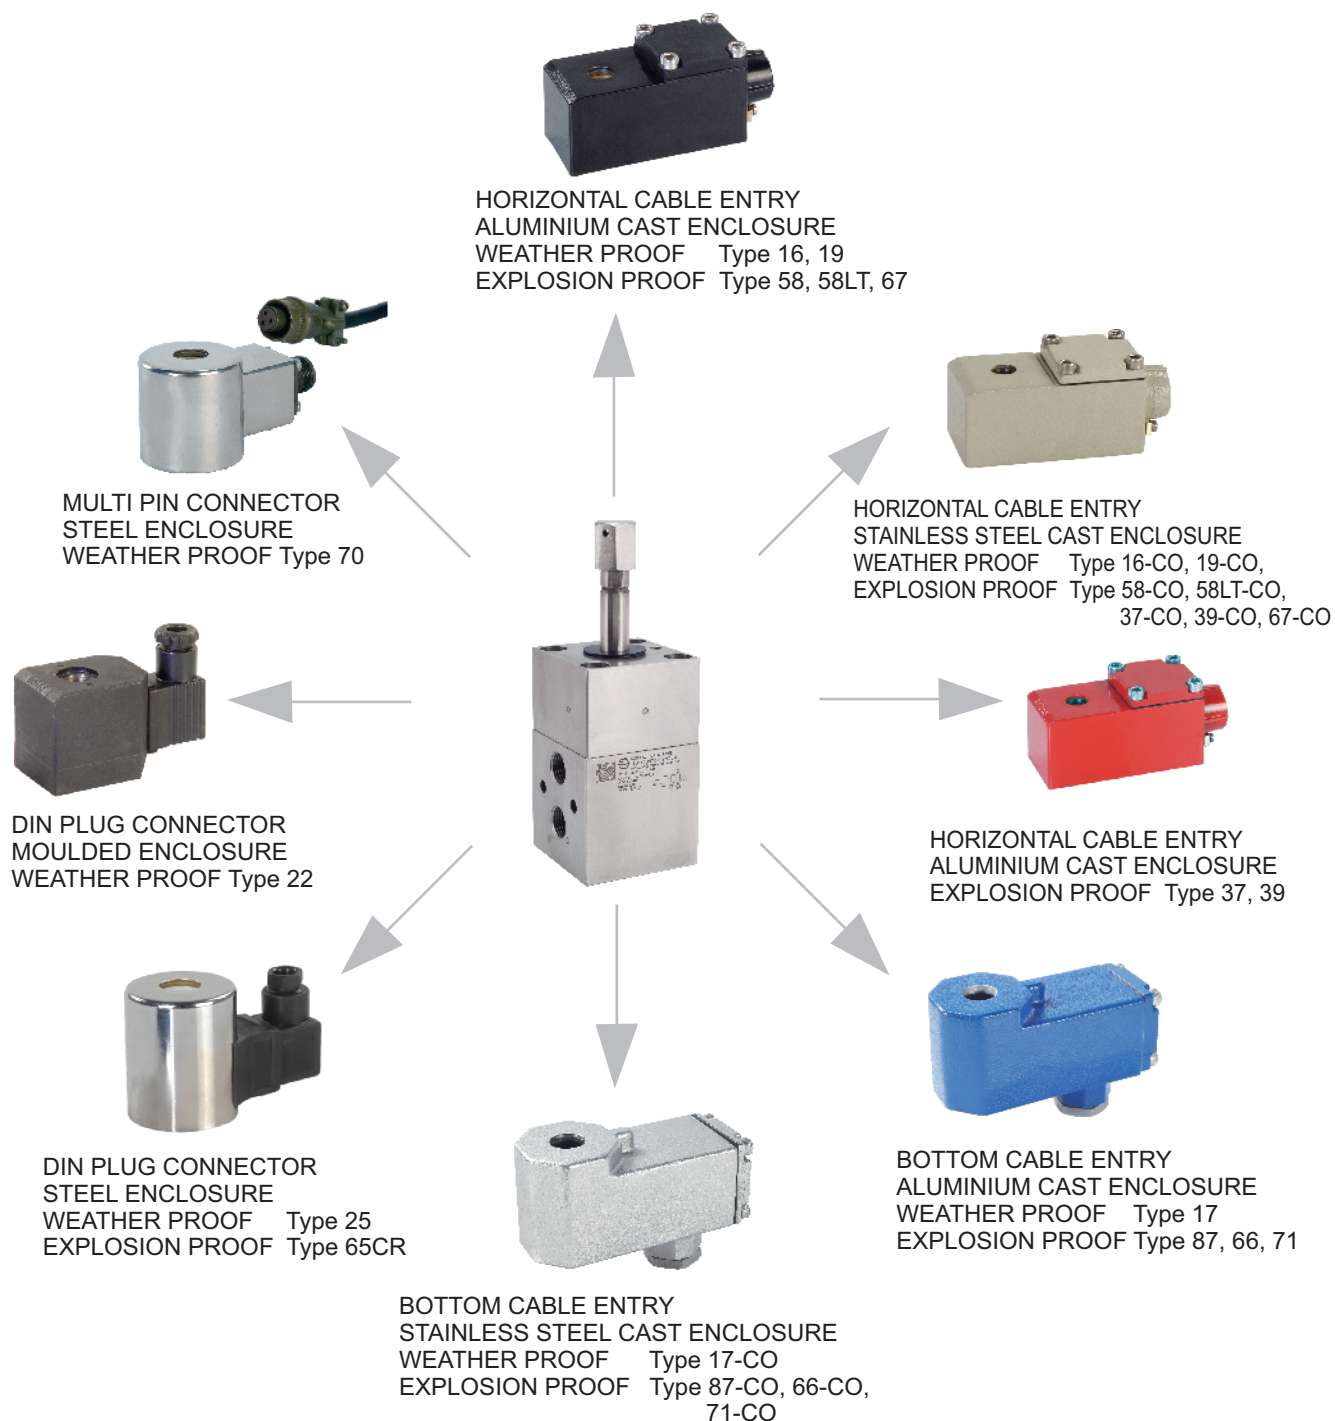 HORIZONTAL CABLE ENTRY
ALUMINIUM CAST ENCLOSURE
WEATHER PROOF Type 16, 19
EXPLOSION PROOF Type 58, 58LT, 67
MULTI PIN CONNECTOR
STEEL ENCLOSURE
WEATHER PROOF Type 70
HORIZONTAL CABLE ENTRY
STAINLESS STEEL CAST ENCLOSURE
WEATHER PROOF Type 16-CO, 19-CO,
EXPLOSION PROOF Type 58-CO, 58LT-CO,
37-CO, 39-CO, 67-CO
DIN PLUG CONNECTOR
MOULDED ENCLOSURE
WEATHER PROOF Type 22
HORIZONTAL CABLE ENTRY
ALUMINIUM CAST ENCLOSURE
EXPLOSION PROOF Type 37, 39
DIN PLUG CONNECTOR
STEEL ENCLOSURE
WEATHER PROOF Type 25
EXPLOSION PROOF Type 65CR
BOTTOM CABLE ENTRY
ALUMINIUM CAST ENCLOSURE
WEATHER PROOF Type 17
EXPLOSION PROOF Type 87, 66, 71
BOTTOM CABLE ENTRY
STAINLESS STEEL CAST ENCLOSURE
WEATHER PROOF Type 17-CO
EXPLOSION PROOF Type 87-CO, 66-CO,
71-CO